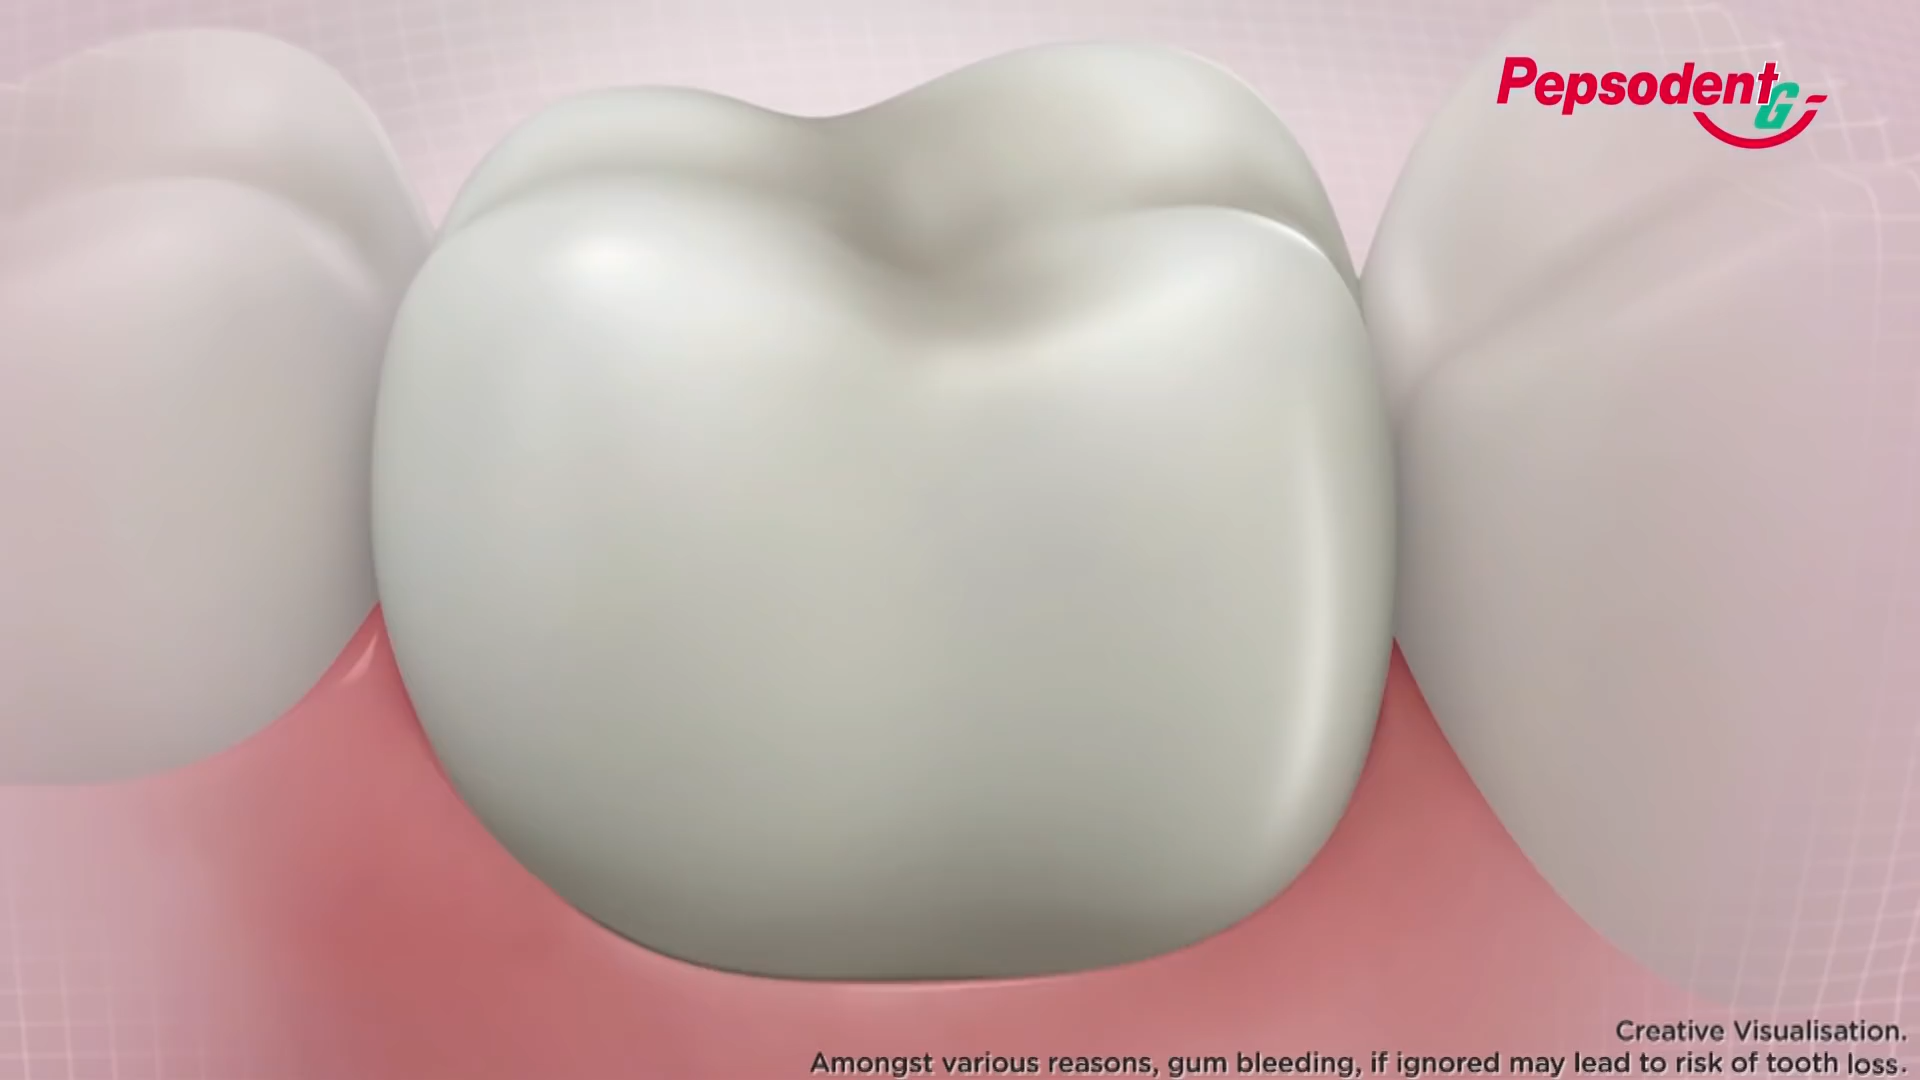 Pepsodent G
Creative Visualisation.
Amongst various reasons, gum bleeding, if ignored may lead to risk of tooth loss.